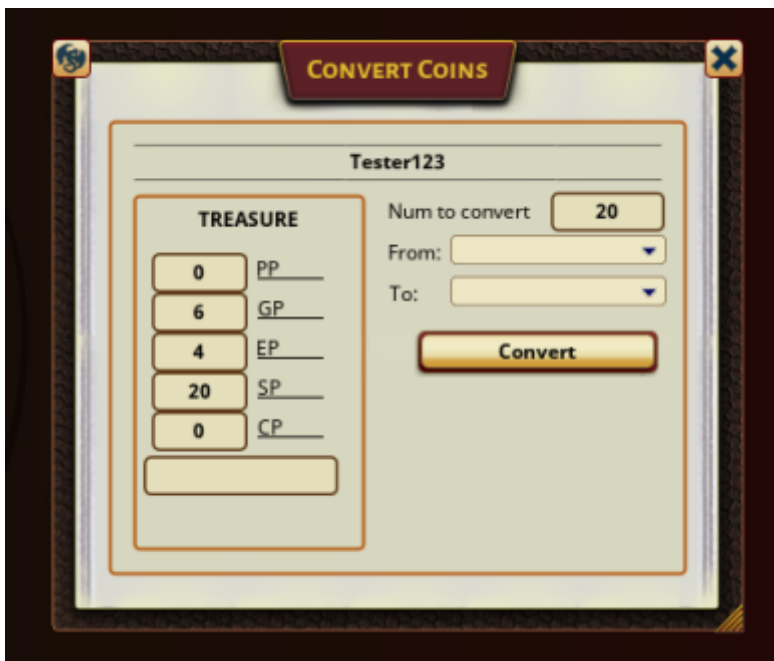 CONVERT COINS
Tester123
TREASURE
0 PP
6 GP
4 EP
20 SP
0 CP
Num to convert 20
From:
To:
Convert